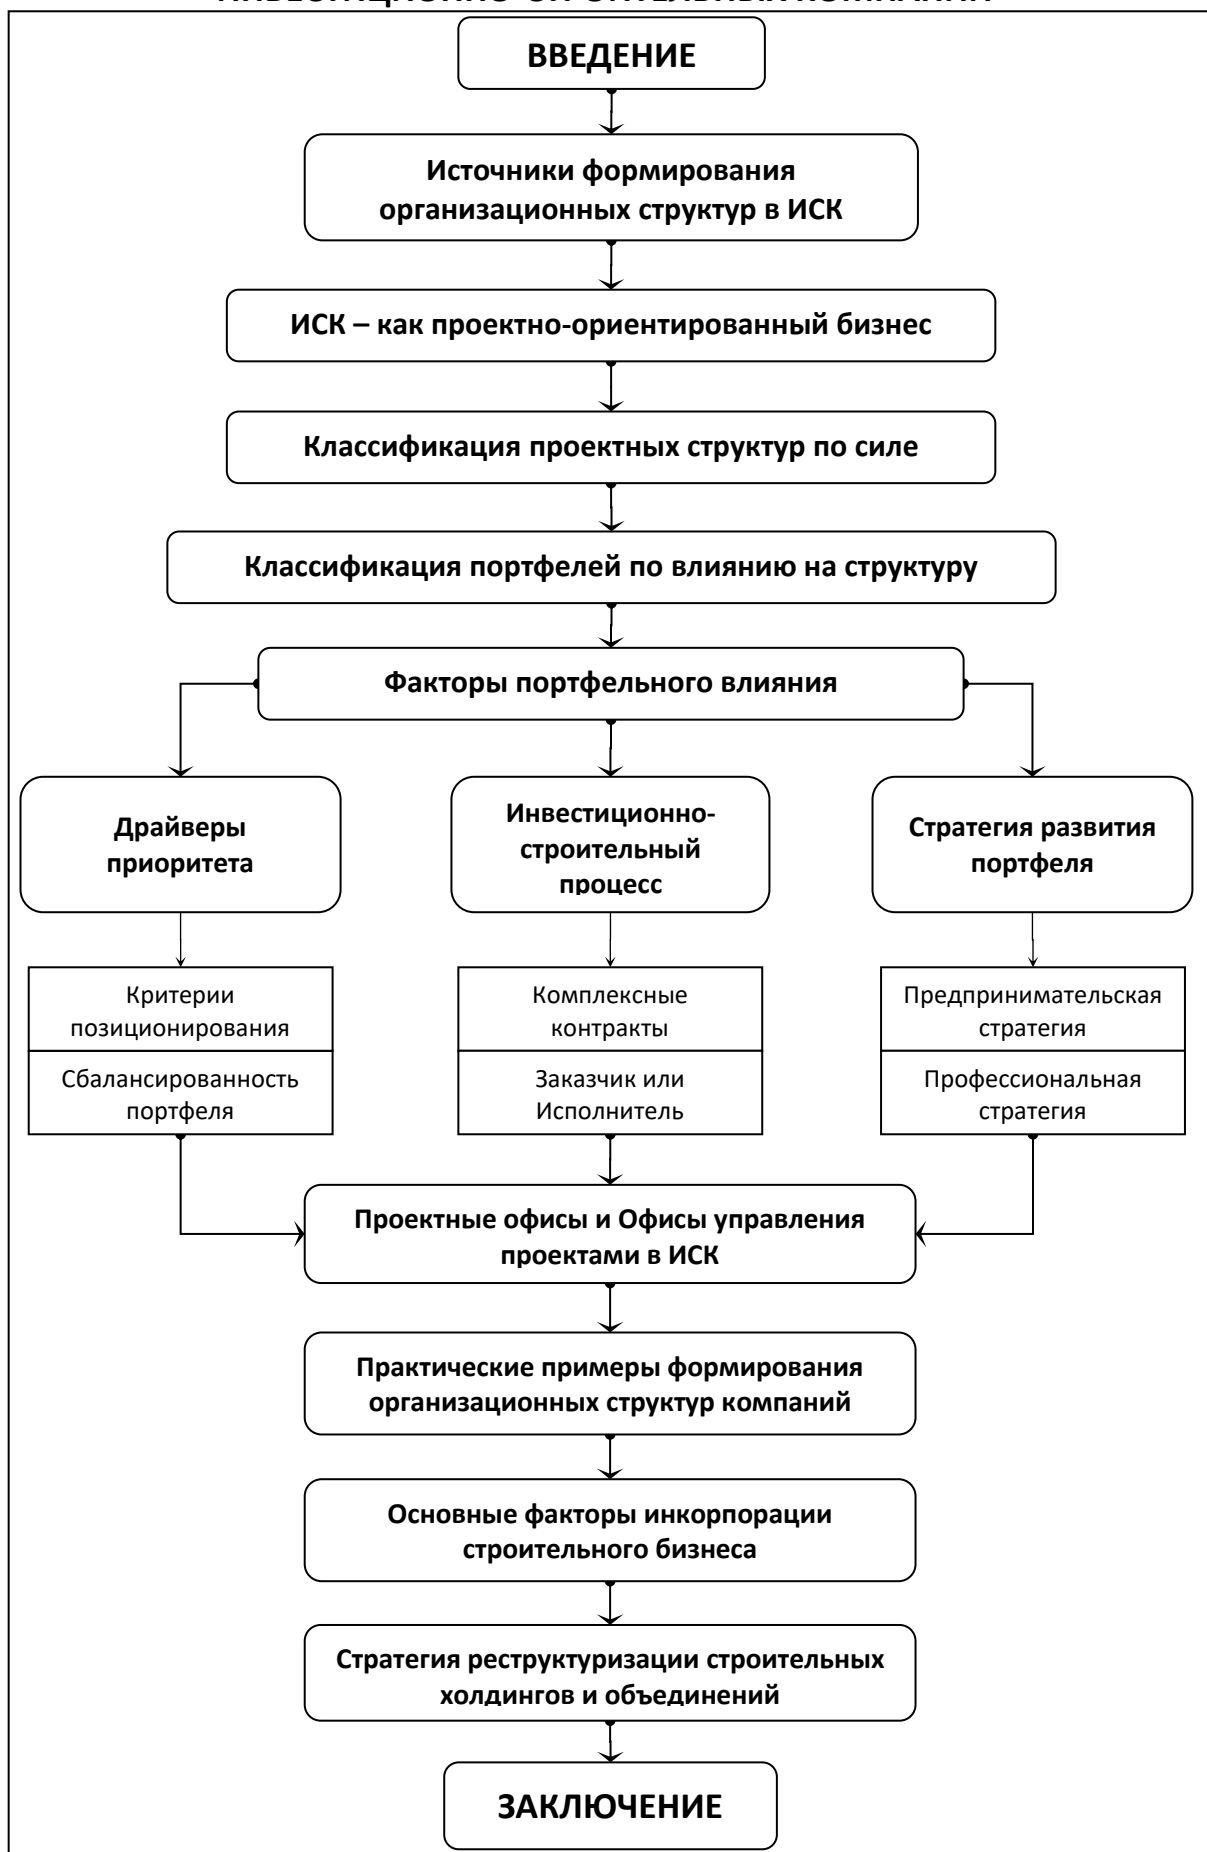 ВВЕДЕНИЕ
Источники формирования
организационных структур в ИСК
ИСК – как проектно-ориентированный бизнес
Классификация проектных структур по силе
Классификация портфелей по влиянию на структуру
Факторы портфельного влияния
Драйверы
приоритета
Инвестиционно-
строительный
процесс
Стратегия развития
портфеля
Критерии
позиционирования
Сбалансированность
портфеля
Комплексные
контракты
Заказчик или
Исполнитель
Предпринимательская
стратегия
Профессиональная
стратегия
Проектные офисы и Офисы управления
проектами в ИСК
Практические примеры формирования
организационных структур компаний
Основные факторы инкорпорации
строительного бизнеса
Стратегия реструктуризации строительных
холдингов и объединений
ЗАКЛЮЧЕНИЕ